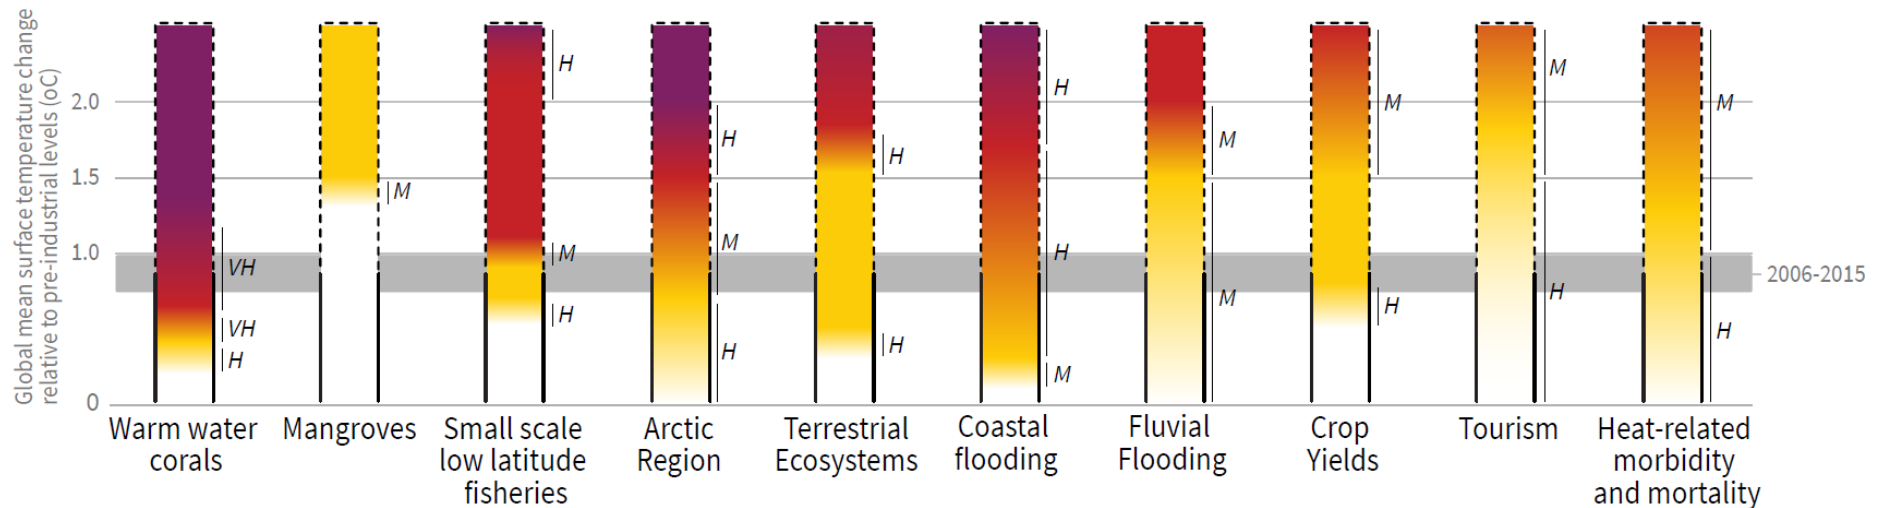 Global mean surface temperature change
relative to pre-industrial levels (oC)
2.0
1.5
1.0
0
VH
VH
H
M
H
M
H
H
M
H
H
H
H
H
M
M
M
M
H
M
H
M
H
2006-2015
Warm water
corals
Mangroves
Small scale
low latitude
fisheries
Arctic
Region
Terrestrial
Ecosystems
Coastal
flooding
Fluvial
Flooding
Crop
Yields
Tourism
Heat-related
morbidity
and mortality